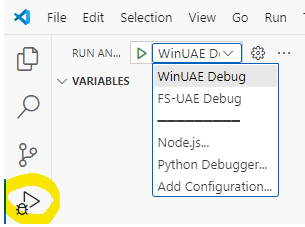 File Edit Selection View Go
RUN AN... WinUAE D
VARIABLES
WinUAE Debug
FS-UAE Debug
Node.js...
Python Debugger...
Add Configuration...